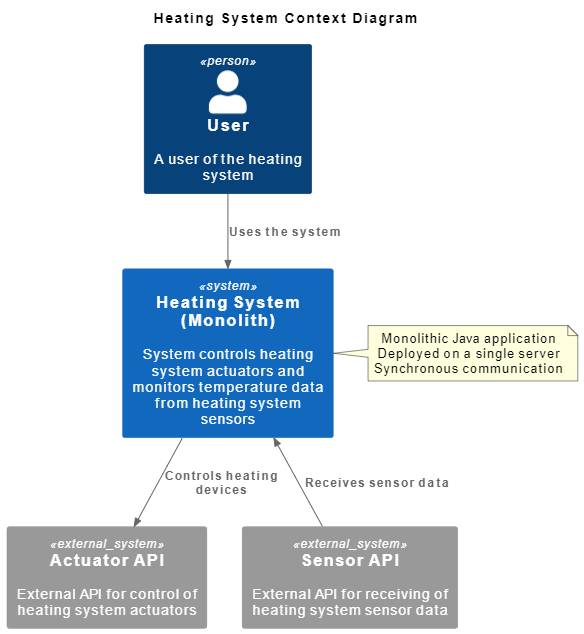 Heating System Context Diagram
«person»
User
A user of the heating
system
Uses the system
«system»
Heating System
(Monolith)
System controls heating
system actuators and
monitors temperature data
from heating system
sensors
Monolithic Java application
Deployed on a single server
Synchronous communication
Controls heating
devices
Receives sensor data
«external_system»
Actuator API
External API for control of
heating system actuators
«external_system»
Sensor API
External API for receiving of
heating system sensor data